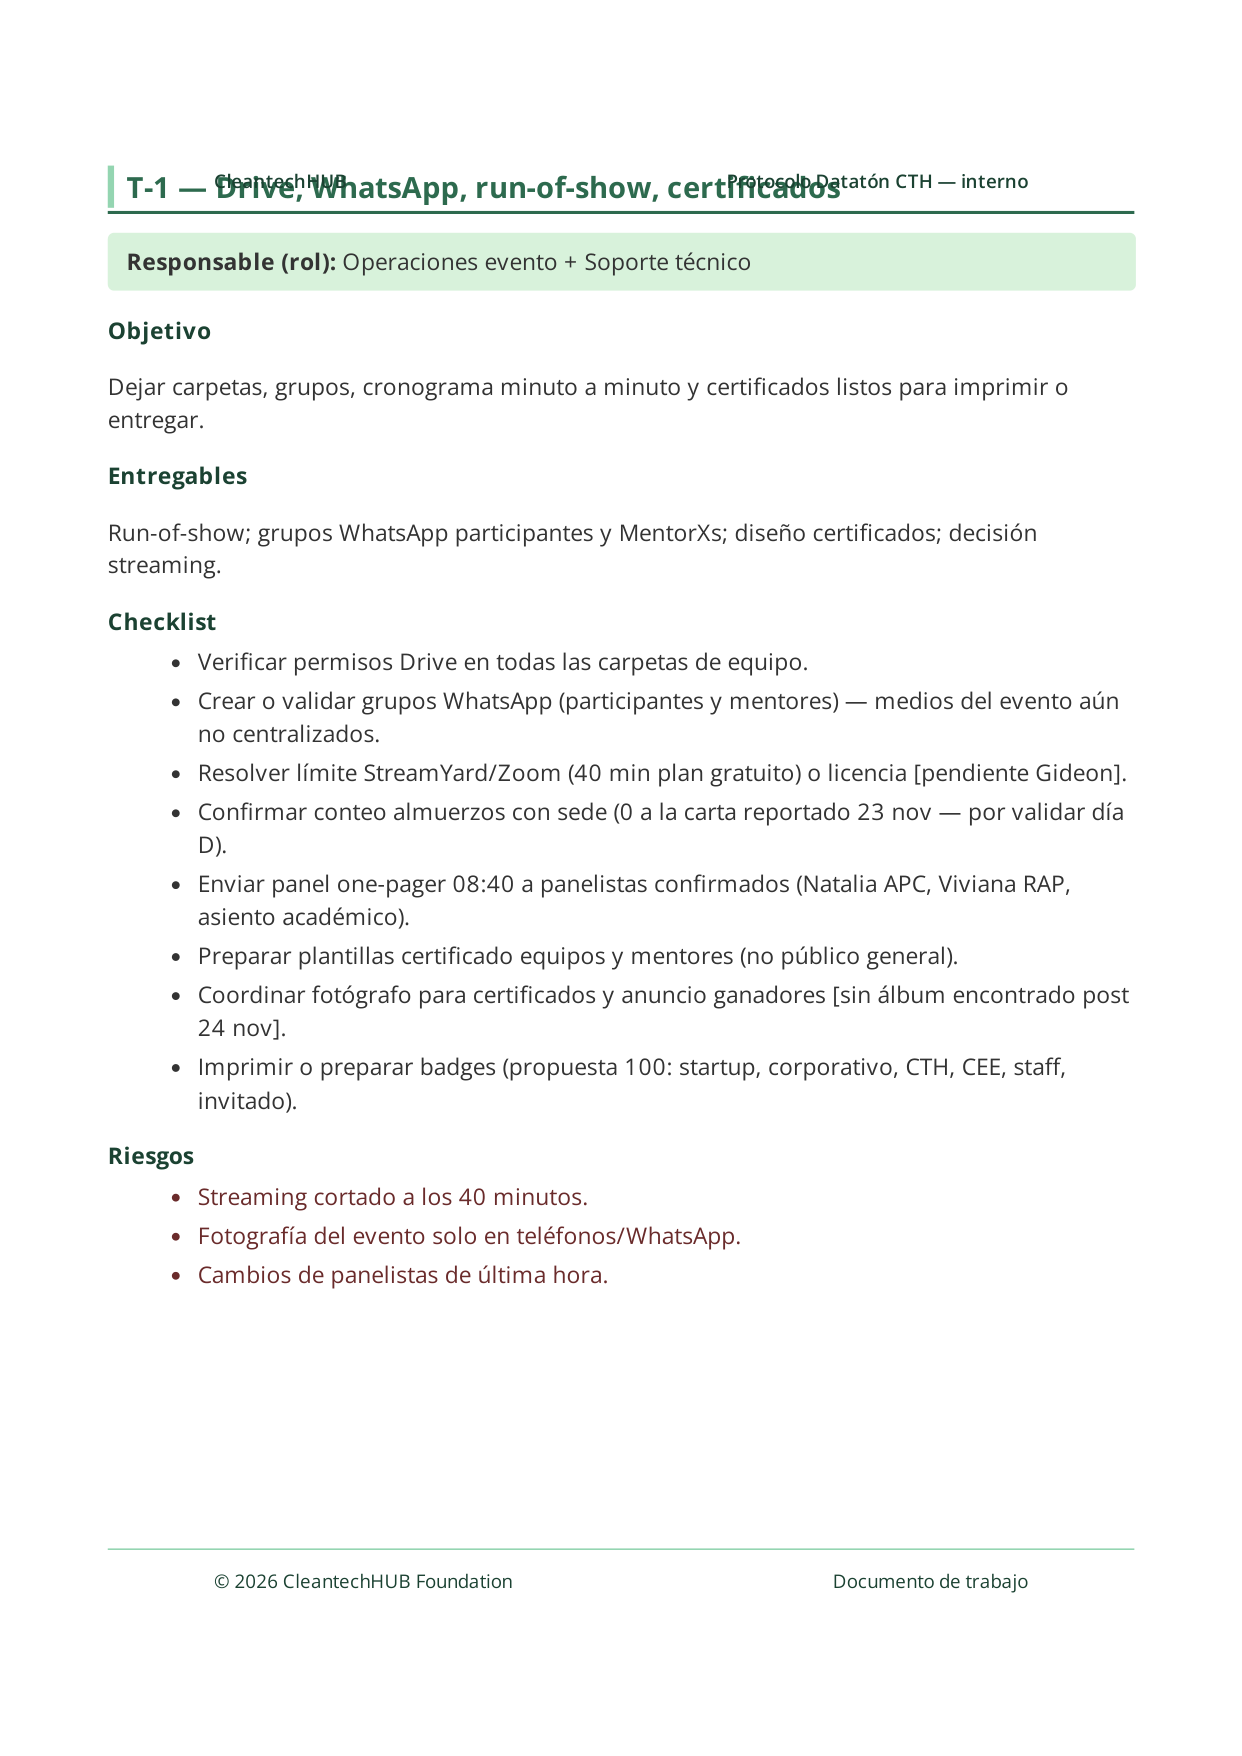 CleantechHUB
Protocolo Datatón CTH — interno
T-1 — Drive, WhatsApp, run-of-show, certificados
Responsable (rol): Operaciones evento + Soporte técnico
Objetivo
Dejar carpetas, grupos, cronograma minuto a minuto y certificados listos para imprimir o
entregar.
Entregables
Run-of-show; grupos WhatsApp participantes y MentorXs; diseño certificados; decisión
streaming.
Checklist
• Verificar permisos Drive en todas las carpetas de equipo.
• Crear o validar grupos WhatsApp (participantes y mentores) — medios del evento aún
no centralizados.
• Resolver límite StreamYard/Zoom (40 min plan gratuito) o licencia [pendiente Gideon].
• Confirmar conteo almuerzos con sede (0 a la carta reportado 23 nov — por validar día
D).
• Enviar panel one-pager 08:40 a panelistas confirmados (Natalia APC, Viviana RAP,
asiento académico).
• Preparar plantillas certificado equipos y mentores (no público general).
• Coordinar fotógrafo para certificados y anuncio ganadores [sin álbum encontrado post
24 nov].
• Imprimir o preparar badges (propuesta 100: startup, corporativo, CTH, CEE, staff,
invitado).
Riesgos
• Streaming cortado a los 40 minutos.
• Fotografía del evento solo en teléfonos/WhatsApp.
• Cambios de panelistas de última hora.
© 2026 CleantechHUB Foundation
Documento de trabajo